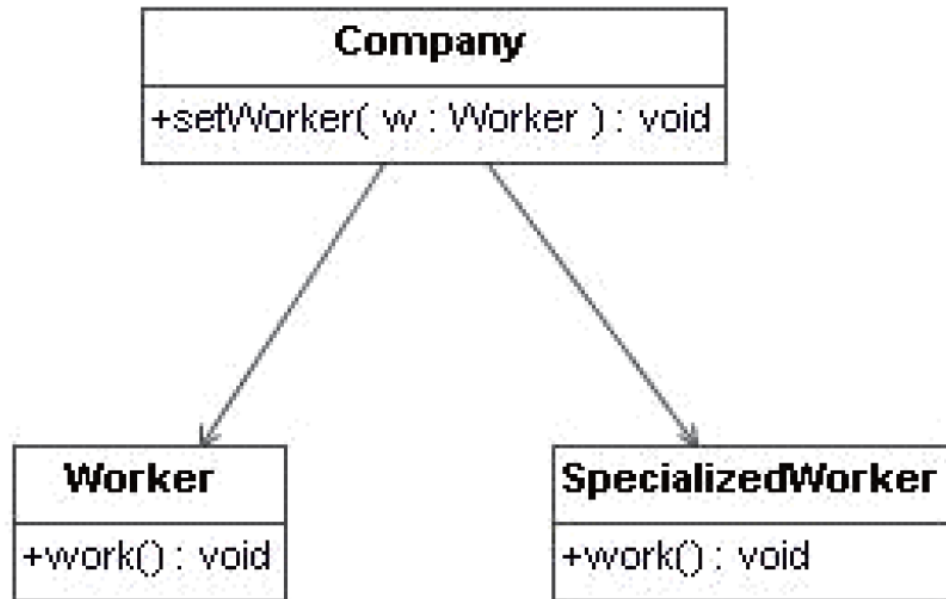 Company
+setWorker( w : Worker ) : void
Worker
+work() : void
SpecializedWorker
+work() : void